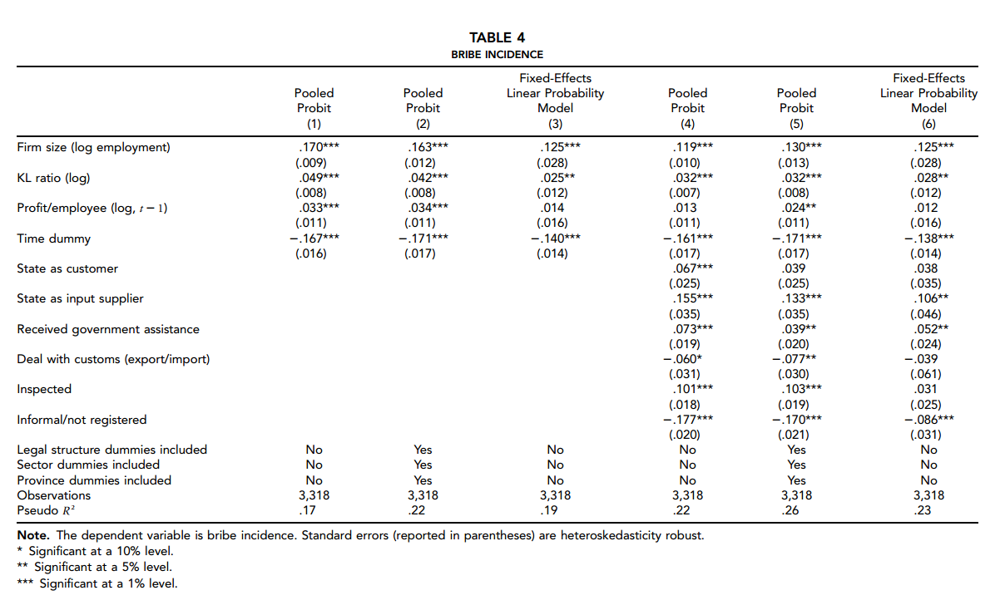 TABLE 4
BRIBE INCIDENCE
Pooled Probit (1) Pooled Probit (2) Fixed-Effects Linear Probability Model (3) Pooled Probit (4) Pooled Probit (5) Fixed-Effects Linear Probability Model (6)
Firm size (log employment) .170*** .163*** .125*** .119*** .130*** .125***
(.009) (.012) (.028) (.010) (.013) (.028)
KL ratio (log) .049*** .042*** .025** .032*** .032*** .028**
(.008) (.008) (.012) (.007) (.008) (.012)
Profit/employee (log, t − 1) .033*** .034*** .014 .013 .024** .012
(.011) (.011) (.016) (.011) (.011) (.016)
Time dummy −.167*** −.171*** −.140*** −.161*** −.171*** −.138***
(.016) (.017) (.014) (.017) (.017) (.014)
State as customer .067*** .039 .038
(.025) (.025) (.035)
State as input supplier .155*** .133*** .106**
(.035) (.035) (.046)
Received government assistance .073*** .039** .052**
(.019) (.020) (.024)
Deal with customs (export/import) −.060* −.077** −.039
(.031) (.030) (.061)
Inspected .101*** .103*** .031
(.018) (.019) (.025)
Informal/not registered −.177*** −.170*** −.086***
(.020) (.021) (.031)
Legal structure dummies included No Yes No No Yes No
Sector dummies included No Yes No No Yes No
Province dummies included No Yes No No Yes No
Observations 3,318 3,318 3,318 3,318 3,318 3,318
Pseudo R² .17 .22 .19 .22 .26 .23
Note. The dependent variable is bribe incidence. Standard errors (reported in parentheses) are heteroskedasticity robust.
* Significant at a 10% level.
** Significant at a 5% level.
*** Significant at a 1% level.